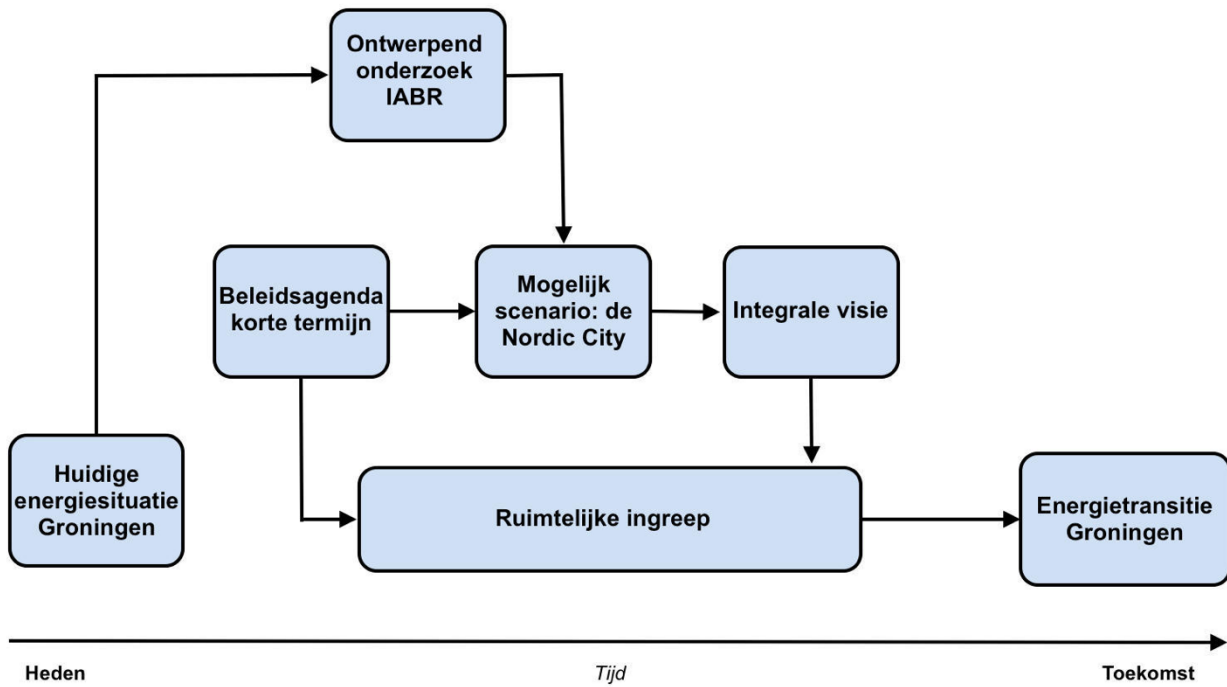 Ontwerpend
onderzoek
IABR
Beleidsagenda
korte termijn
Mogelijk
scenario: de
Nordic City
Integrale visie
Huidige
energiesituatie
Groningen
Ruimtelijke ingreep
Energietransitie
Groningen
Heden
Tijd
Toekomst